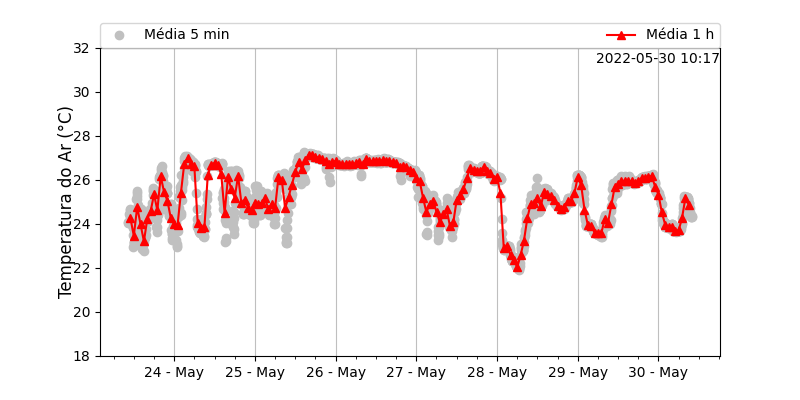 Média 5 min
Média 1 h
2022-05-30 10:17
Temperatura do Ar (°C)
32
30
28
26
24
22
20
18
24 - May
25 - May
26 - May
27 - May
28 - May
29 - May
30 - May